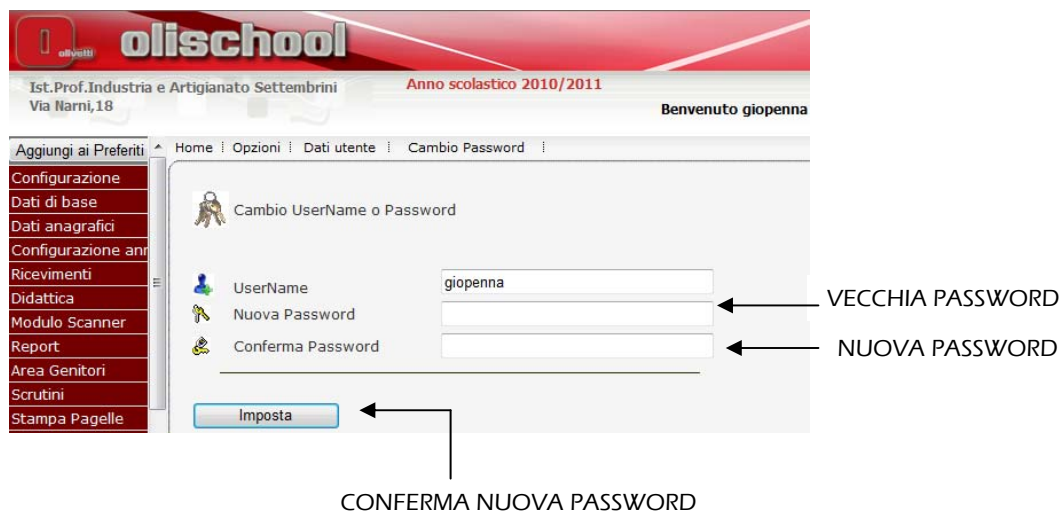 olivetti olischool
Ist.Prof.Industria e Artigianato Settembrini
Anno scolastico 2010/2011
Via Narni,18
Benvenuto giopenna
Aggiungi ai Preferiti
Home Opzioni Dati utente Cambio Password
Configurazione
Dati di base
Dati anagrafici
Configurazione ann
Ricevimenti
Didattica
Modulo Scanner
Report
Area Genitori
Scrutini
Stampa Pagelle
Cambio UserName o Password
UserName giopenna
Nuova Password
Conferma Password
Imposta
VECCHIA PASSWORD
NUOVA PASSWORD
CONFERMA NUOVA PASSWORD